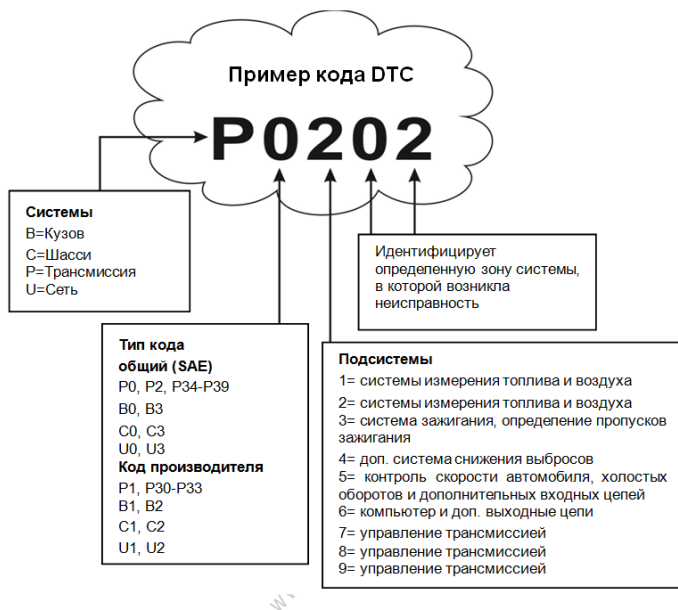 Пример кода DTC
P0202
Системы
B=Кузов
C=Шасси
P=Трансмиссия
U=Сеть
Идентифицирует
определенную зону системы,
в которой возникла
неисправность
Тип кода
общий (SAE)
P0, P2, P34-P39
B0, B3
C0, C3
U0, U3
Код производителя
P1, P30-P33
B1, B2
C1, C2
U1, U2
Подсистемы
1= системы измерения топлива и воздуха
2= системы измерения топлива и воздуха
3= система зажигания, определение пропусков
зажигания
4= доп. система снижения выбросов
5= контроль скорости автомобиля, холостых
оборотов и дополнительных входных цепей
6= компьютер и доп. выходные цепи
7= управление трансмиссией
8= управление трансмиссией
9= управление трансмиссией